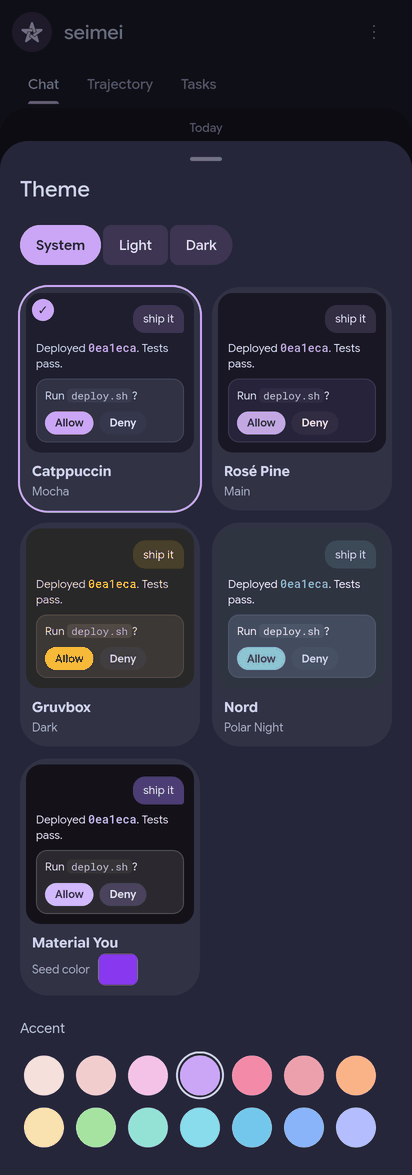 seimei
Chat Trajectory Tasks
Today
Theme
System Light Dark
ship it
Deployed 0ea1eca. Tests
pass.
Run deploy.sh ?
Allow Deny
Catppuccin
Mocha
ship it
Deployed 0ea1eca. Tests
pass.
Run deploy.sh ?
Allow Deny
Rosé Pine
Main
ship it
Deployed 0ea1eca. Tests
pass.
Run deploy.sh ?
Allow Deny
Gruvbox
Dark
ship it
Deployed 0ea1eca. Tests
pass.
Run deploy.sh ?
Allow Deny
Nord
Polar Night
ship it
Deployed 0ea1eca. Tests
pass.
Run deploy.sh ?
Allow Deny
Material You
Seed color
Accent